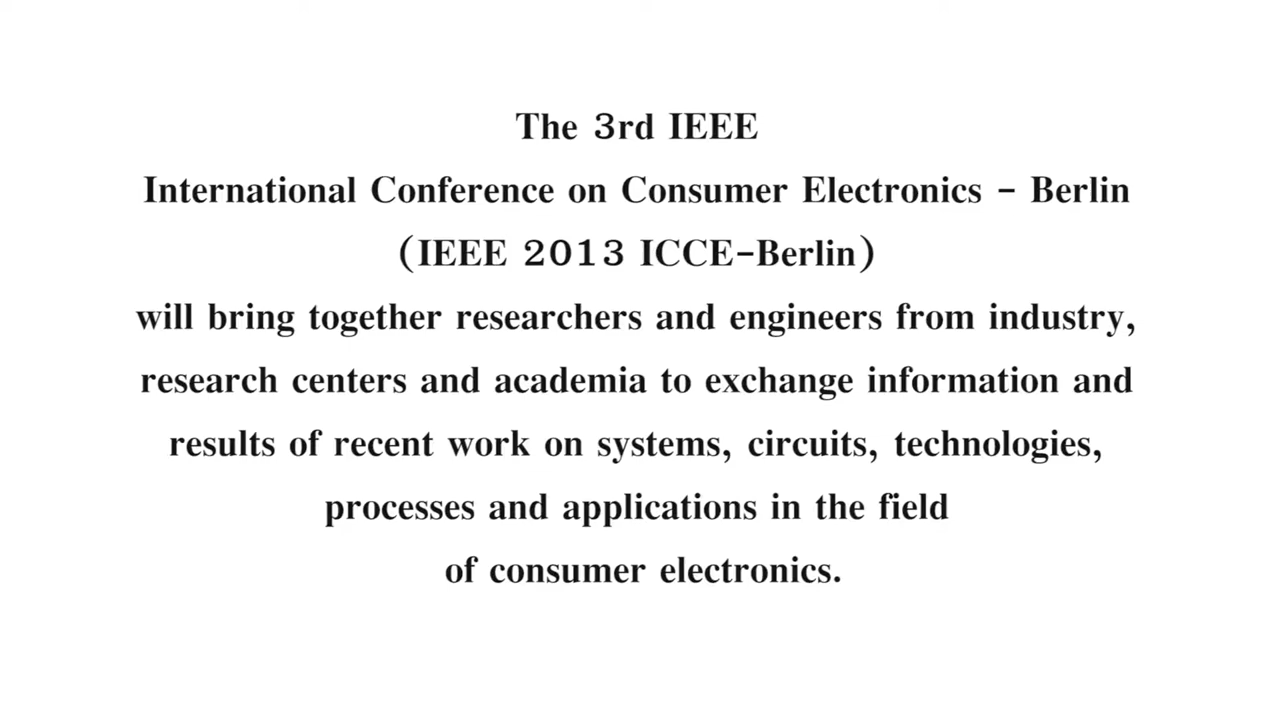 The 3rd IEEE
International Conference on Consumer Electronics - Berlin
(IEEE 2013 ICCE-Berlin)
will bring together researchers and engineers from industry,
research centers and academia to exchange information and
results of recent work on systems, circuits, technologies,
processes and applications in the field
of consumer electronics.